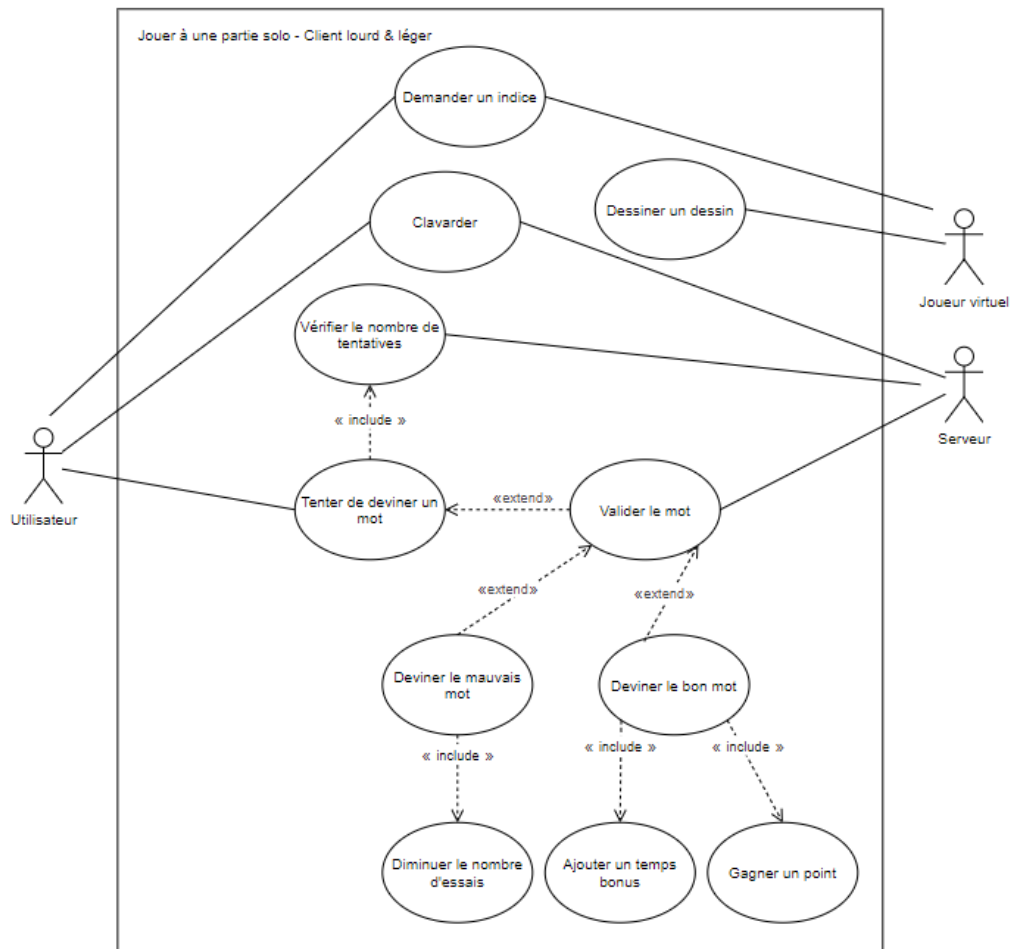 Jouer à une partie solo - Client lourd & léger
Demander un indice
Dessiner un dessin
Clavarder
Joueur virtuel
Vérifier le nombre de
tentatives
« include »
Serveur
Utilisateur
Tenter de deviner un
mot
«extend»
Valider le mot
«extend»
«extend»
Deviner le mauvais
mot
Deviner le bon mot
« include »
« include »
« include »
Diminuer le nombre
d'essais
Ajouter un temps
bonus
Gagner un point